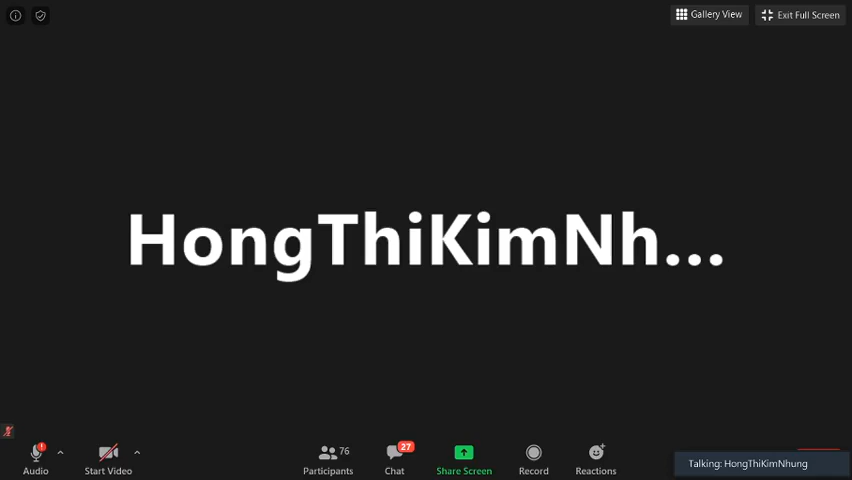 Gallery View
Exit Full Screen
HongThiKimNh...
Audio
Start Video
76
Participants
27
Chat
Share Screen
Record
Reactions
Talking: HongThiKimNhung